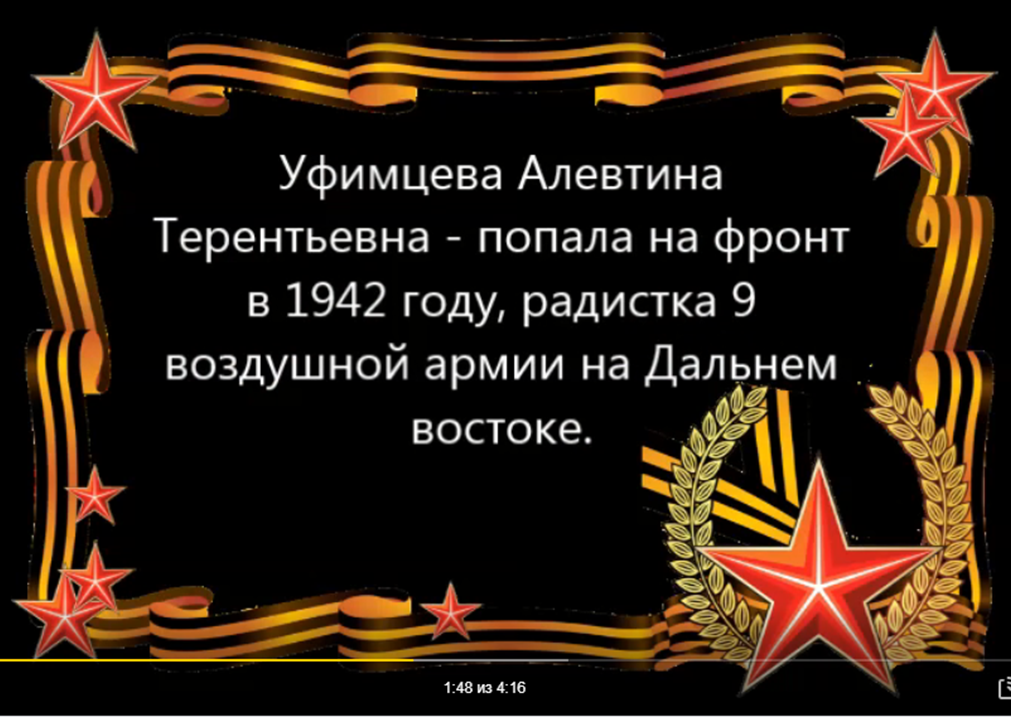 Уфимцева Алевтина
Терентьевна - попала на фронт
в 1942 году, радистка 9
воздушной армии на Дальнем
востоке.
1:48 из 4:16